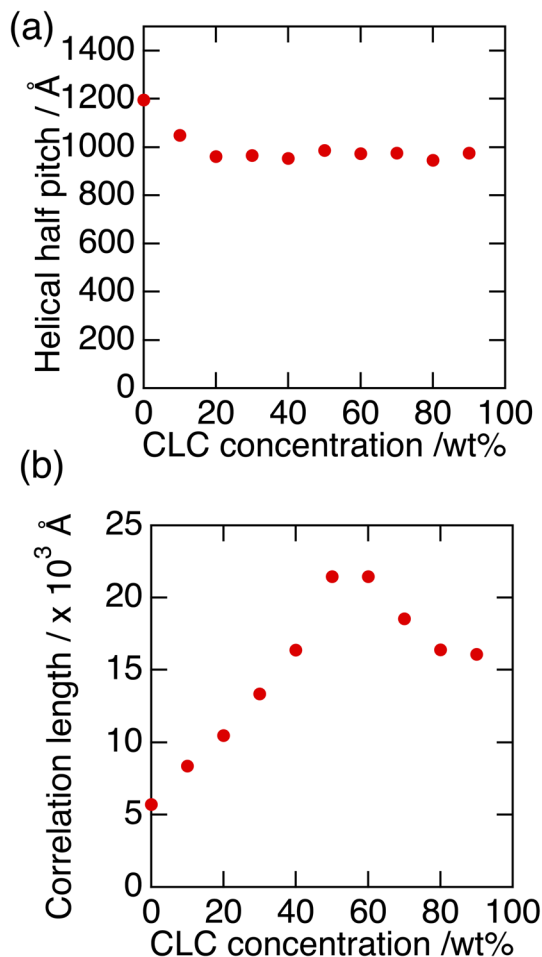 (a)
1400
1200
1000
800
600
400
200
0
Helical half pitch / Å
0 20 40 60 80 100
CLC concentration /wt%
(b)
25
20
15
10
5
0
Correlation length / x 10³ Å
0 20 40 60 80 100
CLC concentration /wt%